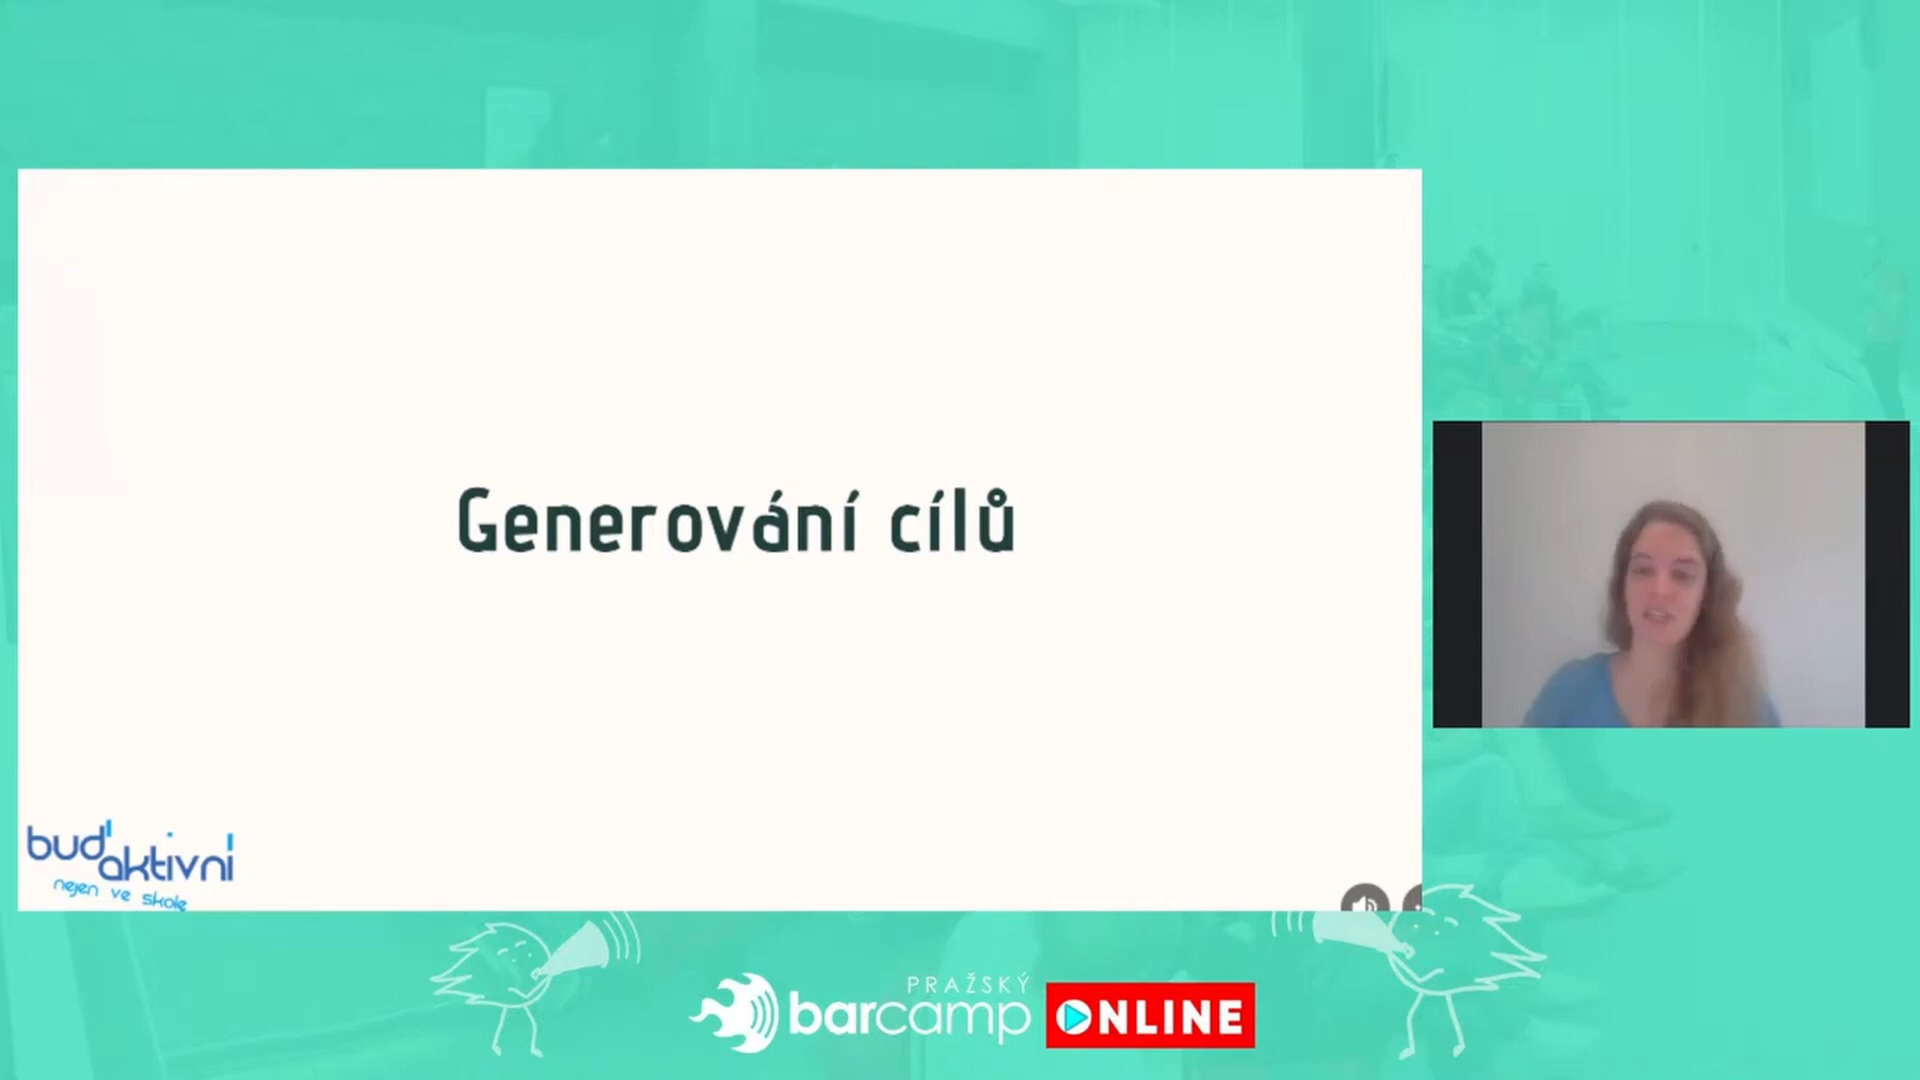 Generování cílů
buď aktivní
nejen ve škole
PRAŽSKÝ
barcamp ONLINE